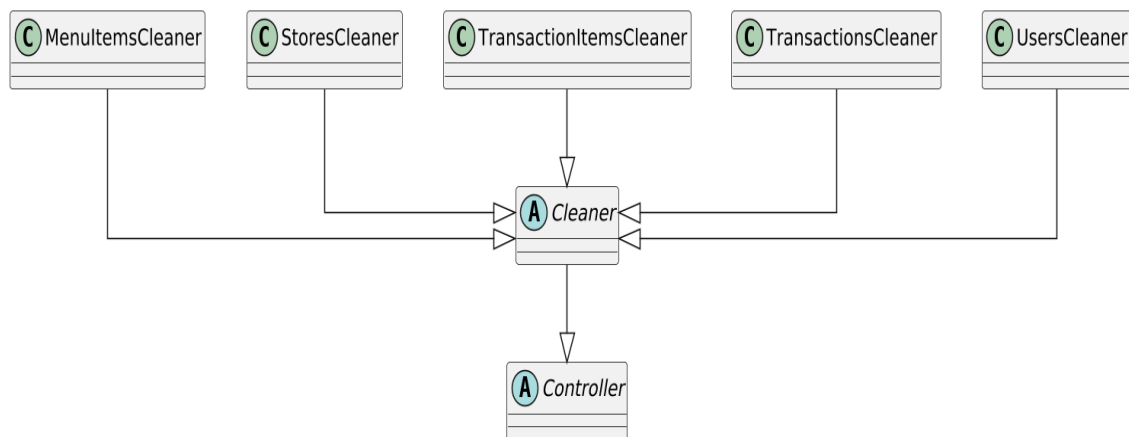 C MenuItemsCleaner
C StoresCleaner
C TransactionItemsCleaner
C TransactionsCleaner
C UsersCleaner
A Cleaner
A Controller